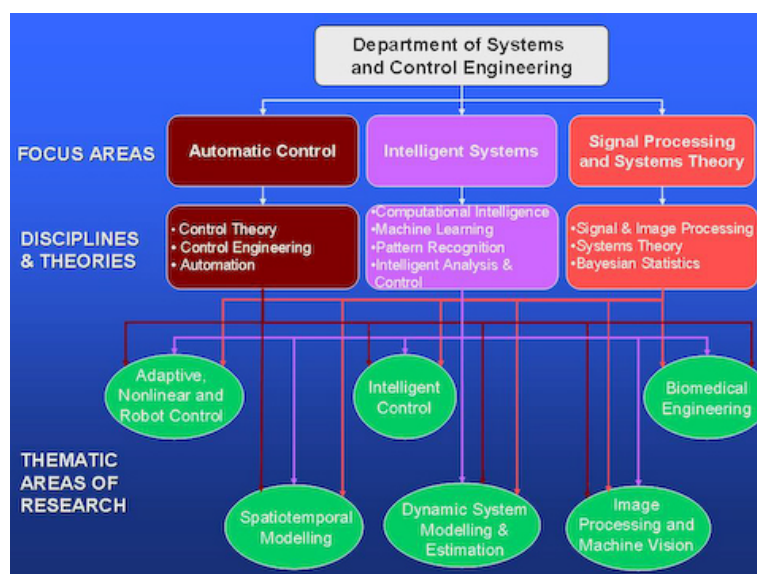 Department of Systems
and Control Engineering
FOCUS AREAS
Automatic Control
Intelligent Systems
Signal Processing
and Systems Theory
DISCIPLINES
& THEORIES
• Control Theory
• Control Engineering
• Automation
•Computational Intelligence
•Machine Learning
•Pattern Recognition
•Intelligent Analysis &
Control
•Signal & Image Processing
•Systems Theory
•Bayesian Statistics
Adaptive,
Nonlinear and
Robot Control
Intelligent
Control
Biomedical
Engineering
THEMATIC
AREAS OF
RESEARCH
Spatiotemporal
Modelling
Dynamic System
Modelling &
Estimation
Image
Processing and
Machine Vision